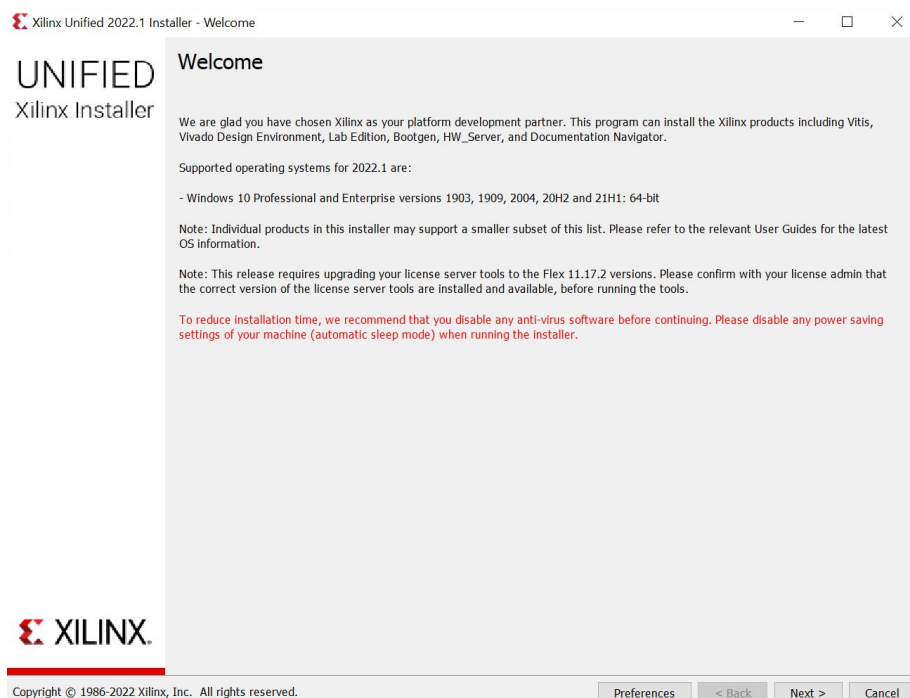 Xilinx Unified 2022.1 Installer - Welcome
UNIFIED
Xilinx Installer
Welcome
We are glad you have chosen Xilinx as your platform development partner. This program can install the Xilinx products including Vitis,
Vivado Design Environment, Lab Edition, Bootgen, HW_Server, and Documentation Navigator.
Supported operating systems for 2022.1 are:
- Windows 10 Professional and Enterprise versions 1903, 1909, 2004, 20H2 and 21H1: 64-bit
Note: Individual products in this installer may support a smaller subset of this list. Please refer to the relevant User Guides for the latest
OS information.
Note: This release requires upgrading your license server tools to the Flex 11.17.2 versions. Please confirm with your license admin that
the correct version of the license server tools are installed and available, before running the tools.
To reduce installation time, we recommend that you disable any anti-virus software before continuing. Please disable any power saving
settings of your machine (automatic sleep mode) when running the installer.
XILINX.
Copyright © 1986-2022 Xilinx, Inc. All rights reserved.
Preferences
< Back
Next >
Cancel